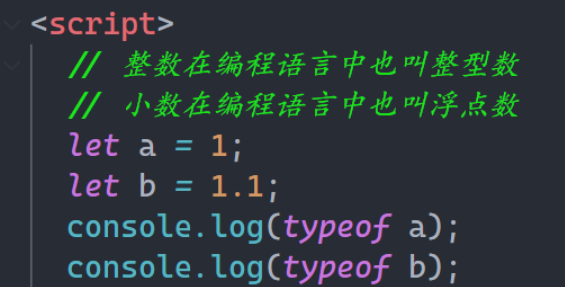 <script>
// 整数在编程语言中也叫整型数
// 小数在编程语言中也叫浮点数
let a = 1;
let b = 1.1;
console.log(typeof a);
console.log(typeof b);